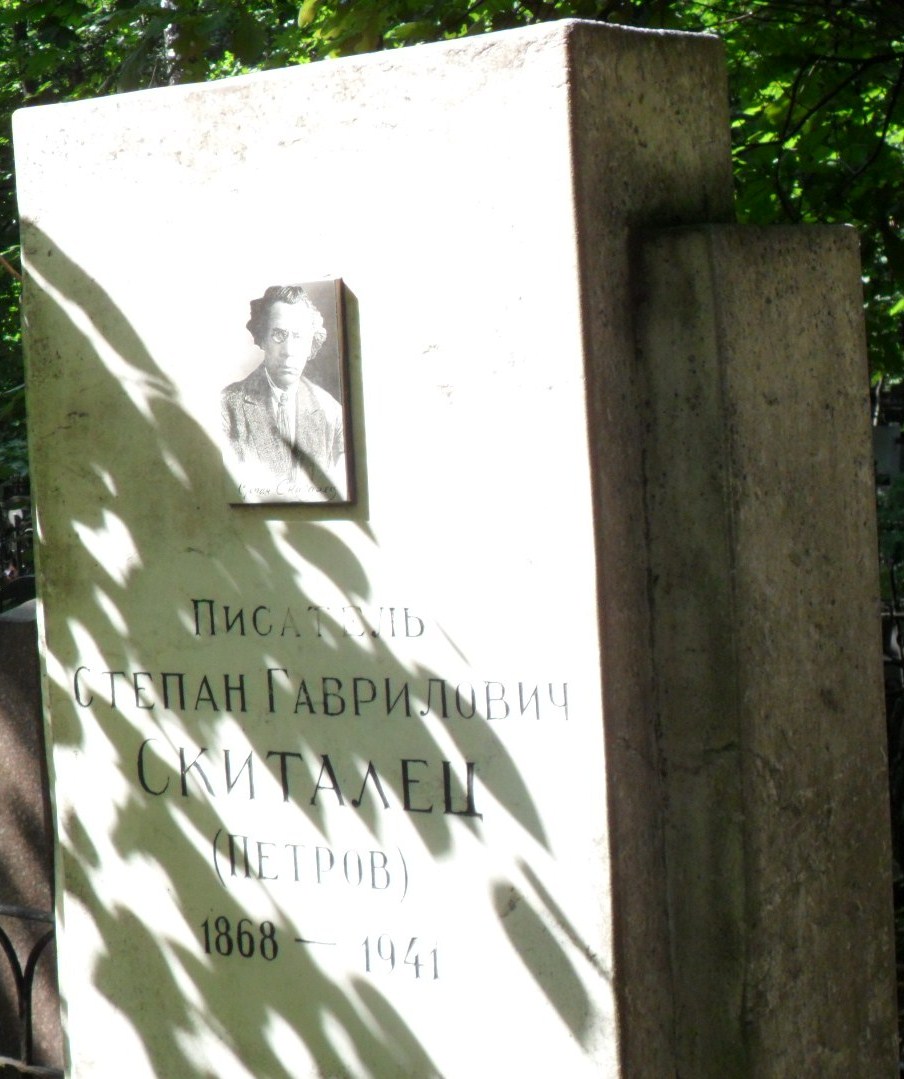 Писатель
Степан Гаврилович
Скиталец
(Петров)
1868 — 1941